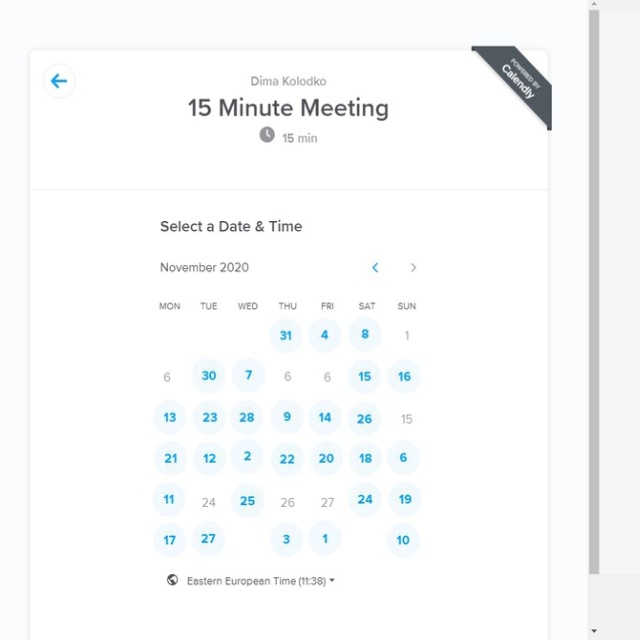 POWERED BY
Calendly
Dima Kolodko
15 Minute Meeting
15 min
Select a Date & Time
November 2020
MON TUE WED THU FRI SAT SUN
31 4 8 1
6 30 7 6 6 15 16
13 23 28 9 14 26 15
21 12 2 22 20 18 6
11 24 25 26 27 24 19
17 27 3 1 10
Eastern European Time (11:38)